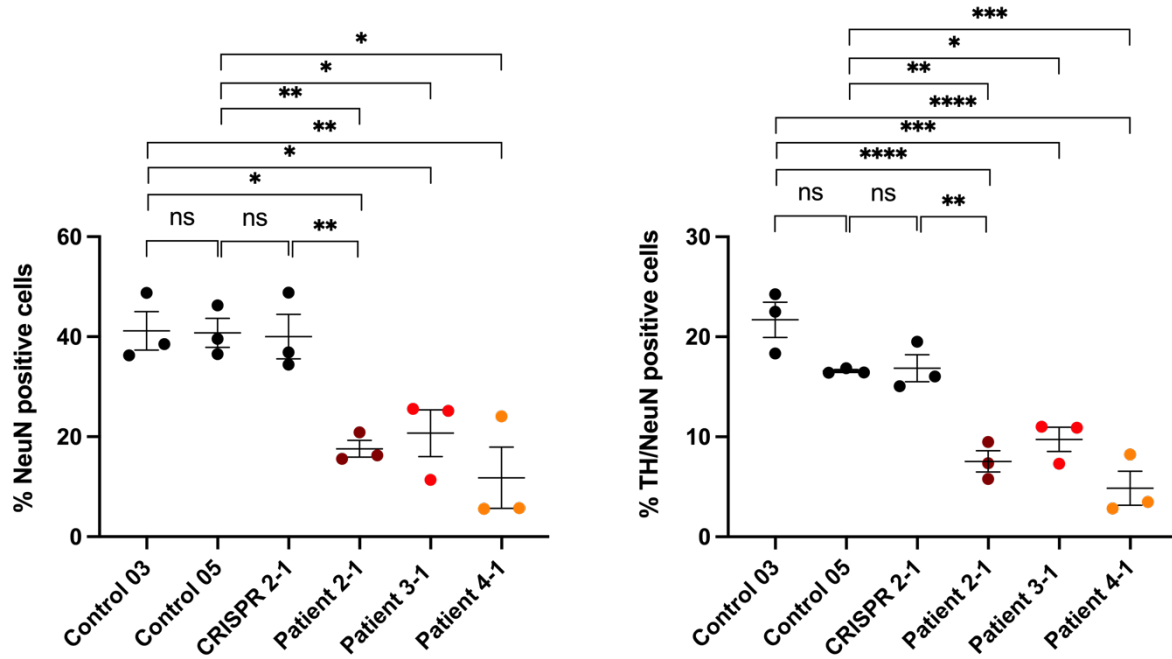 *
*
**
**
*
*
ns
ns
**
60
40
20
0
% NeuN positive cells
Control 03
Control 05
CRISPR 2-1
Patient 2-1
Patient 3-1
Patient 4-1
***
*
**
****
***
****
ns
ns
**
30
20
10
0
% TH/NeuN positive cells
Control 03
Control 05
CRISPR 2-1
Patient 2-1
Patient 3-1
Patient 4-1